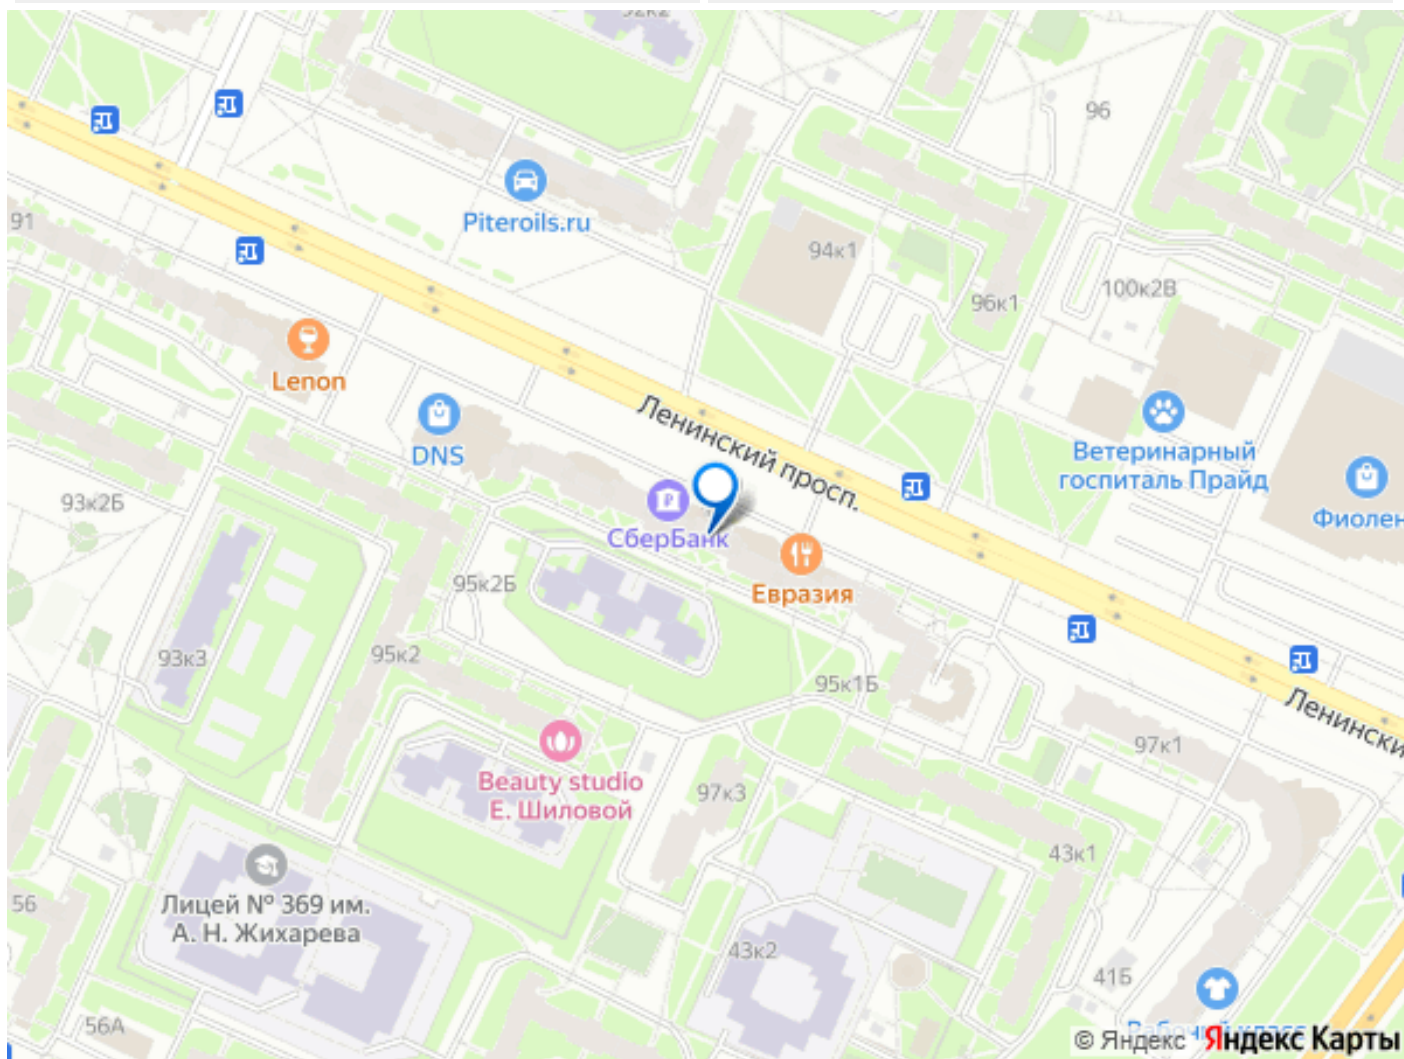 92к2
96
Piteroils.ru
91
94к1
96к1
100к2В
Lenon
Ленинский просп.
DNS
Ветеринарный
госпиталь Прайд
93к2Б
СберБанк
Фиолен
Евразия
95к2Б
93к3
95к2
95к1Б
Ленински
97к1
Beauty studio
Е. Шиловой
97к3
43к1
Лицей № 369 им.
А. Н. Жихарева
56
43к2
41Б
56А
Рабочий класс
© Яндекс Яндекс Карты